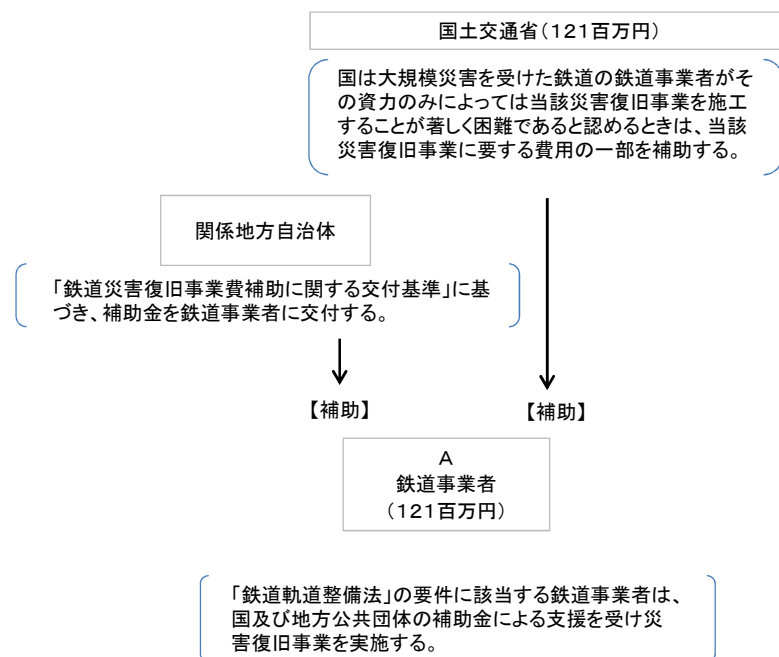 国土交通省(121百万円)
国は大規模災害を受けた鉄道の鉄道事業者がそ
の資力のみによっては当該災害復旧事業を施工
することが著しく困難であると認めるときは、当該
災害復旧事業に要する費用の一部を補助する。
関係地方自治体
「鉄道災害復旧事業費補助に関する交付基準」に基
づき、補助金を鉄道事業者に交付する。
【補助】
【補助】
A
鉄道事業者
(121百万円)
「鉄道軌道整備法」の要件に該当する鉄道事業者は、
国及び地方公共団体の補助金による支援を受け災
害復旧事業を実施する。